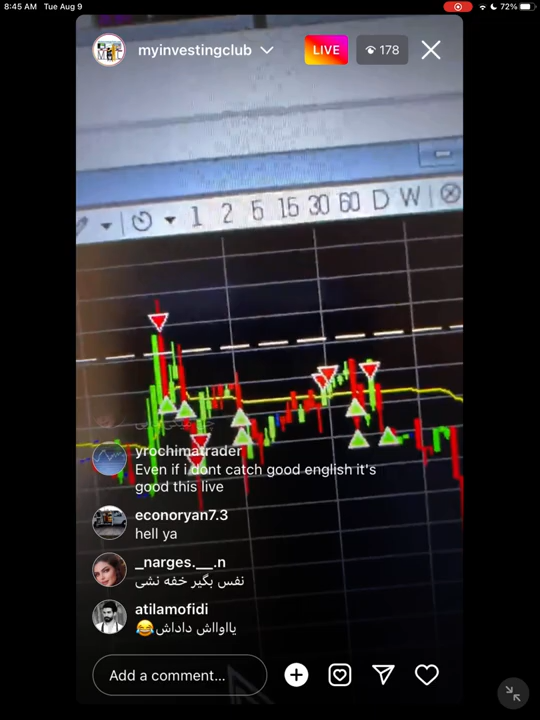 8:45 AM Tue Aug 9
72%
myinvestingclub
LIVE
178
1 2 5 15 30 60 D W
yrochimatrader
Even if i dont catch good english it's
good this live
econoryan7.3
hell ya
_narges.__.n
نفس بگیر خفه نشی
atilamofidi
یاوااش داداش😂
Add a comment...